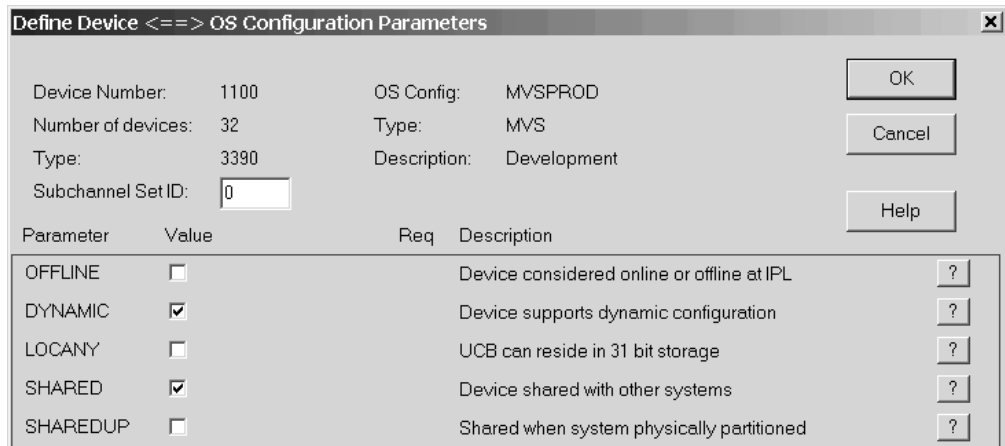 Define Device <==> OS Configuration Parameters
Device Number: 1100 OS Config: MVSPROD OK
Number of devices: 32 Type: MVS Cancel
Type: 3390 Description: Development
Subchannel Set ID: 0 Help
Parameter Value Req Description
OFFLINE Device considered online or offline at IPL ?
DYNAMIC Device supports dynamic configuration ?
LOCANY UCB can reside in 31 bit storage ?
SHARED Device shared with other systems ?
SHAREDUP Shared when system physically partitioned ?